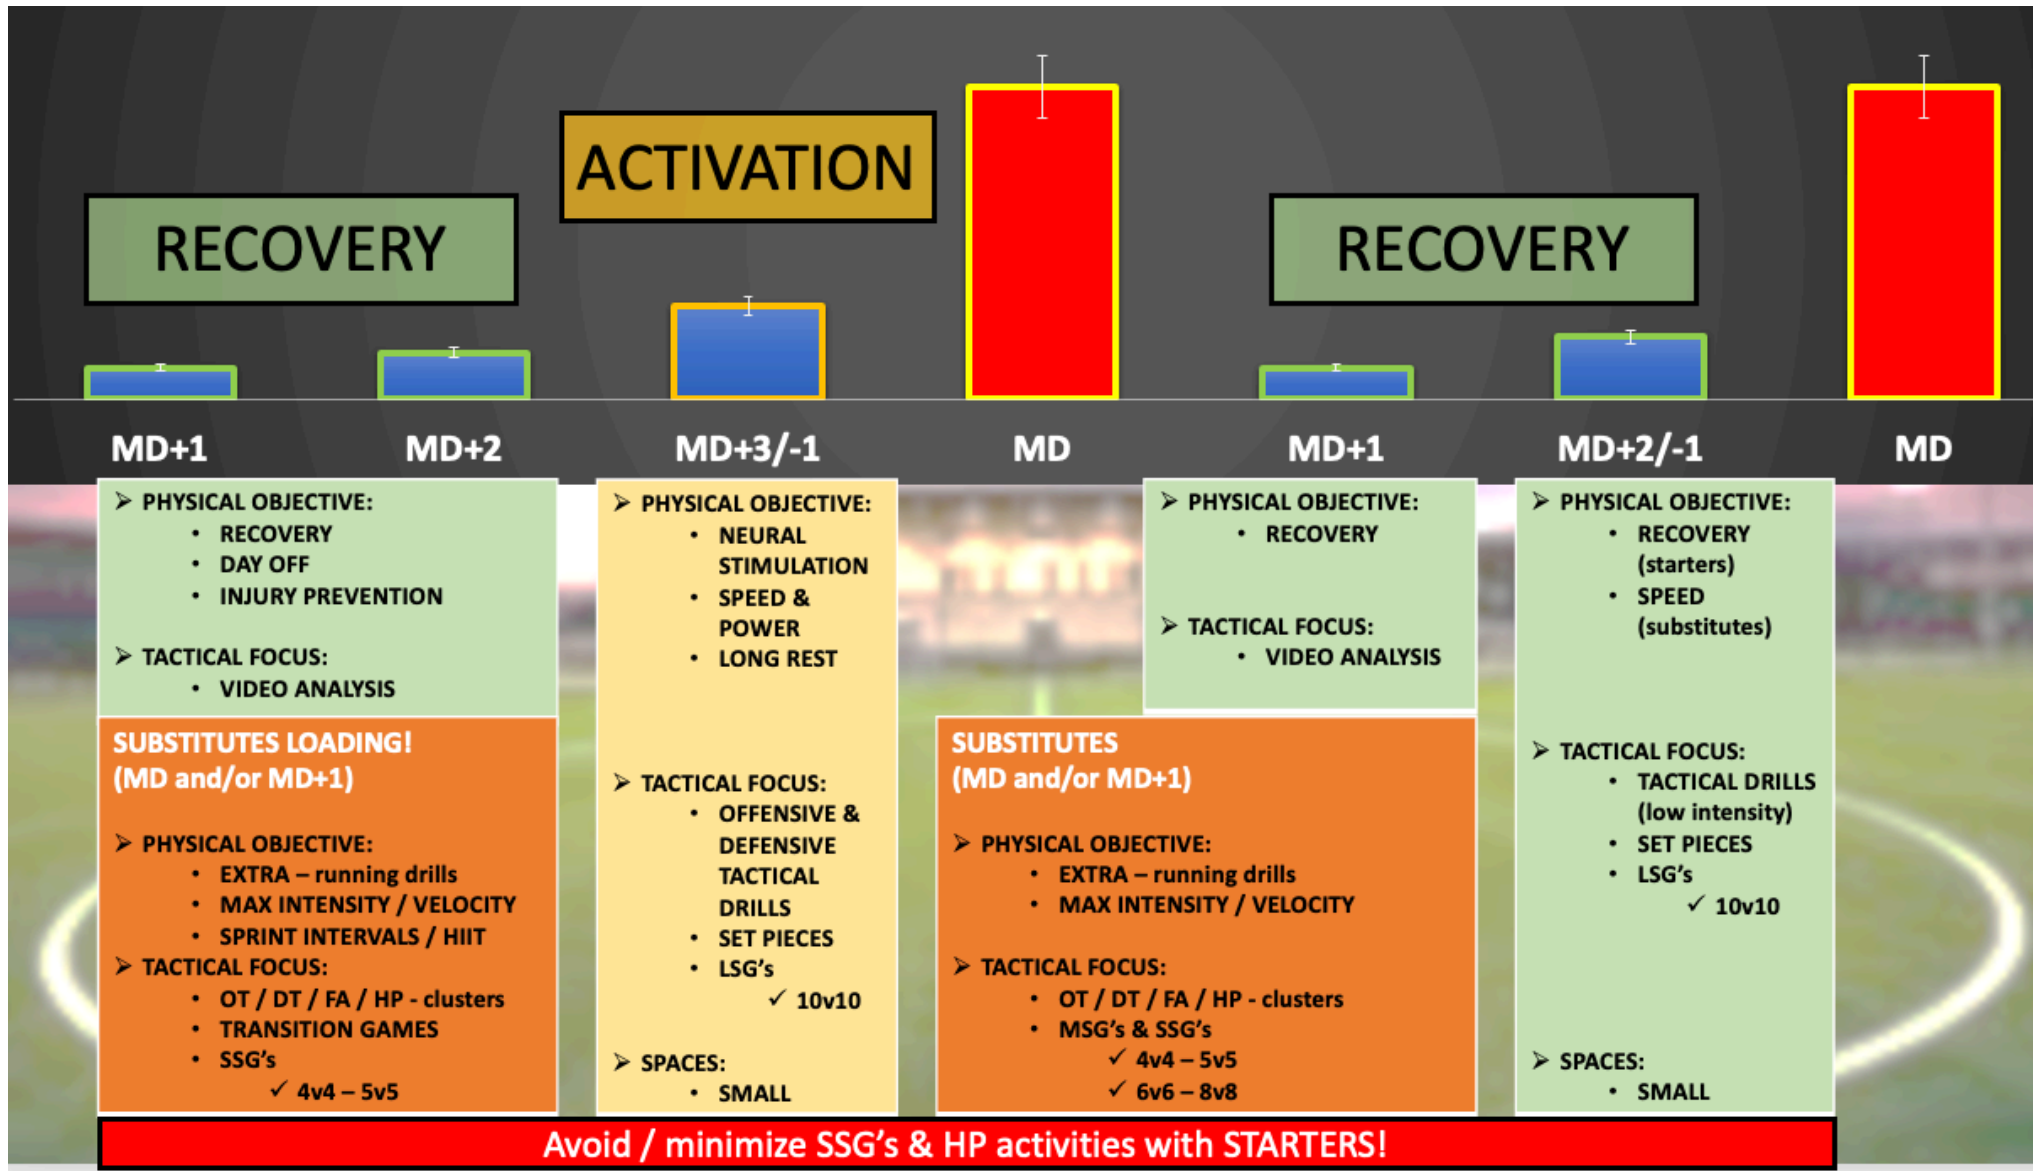 ACTIVATION
RECOVERY
RECOVERY
MD+1
MD+2
MD+3/-1
MD
MD+1
MD+2/-1
MD
➢ PHYSICAL OBJECTIVE:
• RECOVERY
• DAY OFF
• INJURY PREVENTION
➢ TACTICAL FOCUS:
• VIDEO ANALYSIS
SUBSTITUTES LOADING!
(MD and/or MD+1)
➢ PHYSICAL OBJECTIVE:
• EXTRA – running drills
• MAX INTENSITY / VELOCITY
• SPRINT INTERVALS / HIIT
➢ TACTICAL FOCUS:
• OT / DT / FA / HP - clusters
• TRANSITION GAMES
• SSG's
✓ 4v4 – 5v5
➢ PHYSICAL OBJECTIVE:
• NEURAL
STIMULATION
• SPEED &
POWER
• LONG REST
➢ TACTICAL FOCUS:
• OFFENSIVE &
DEFENSIVE
TACTICAL
DRILLS
• SET PIECES
• LSG's
✓ 10v10
➢ SPACES:
• SMALL
➢ PHYSICAL OBJECTIVE:
• RECOVERY
➢ TACTICAL FOCUS:
• VIDEO ANALYSIS
SUBSTITUTES
(MD and/or MD+1)
➢ PHYSICAL OBJECTIVE:
• EXTRA – running drills
• MAX INTENSITY / VELOCITY
➢ TACTICAL FOCUS:
• OT / DT / FA / HP - clusters
• MSG's & SSG's
✓ 4v4 – 5v5
✓ 6v6 – 8v8
➢ PHYSICAL OBJECTIVE:
• RECOVERY
(starters)
• SPEED
(substitutes)
➢ TACTICAL FOCUS:
• TACTICAL DRILLS
(low intensity)
• SET PIECES
• LSG's
✓ 10v10
➢ SPACES:
• SMALL
Avoid / minimize SSG's & HP activities with STARTERS!